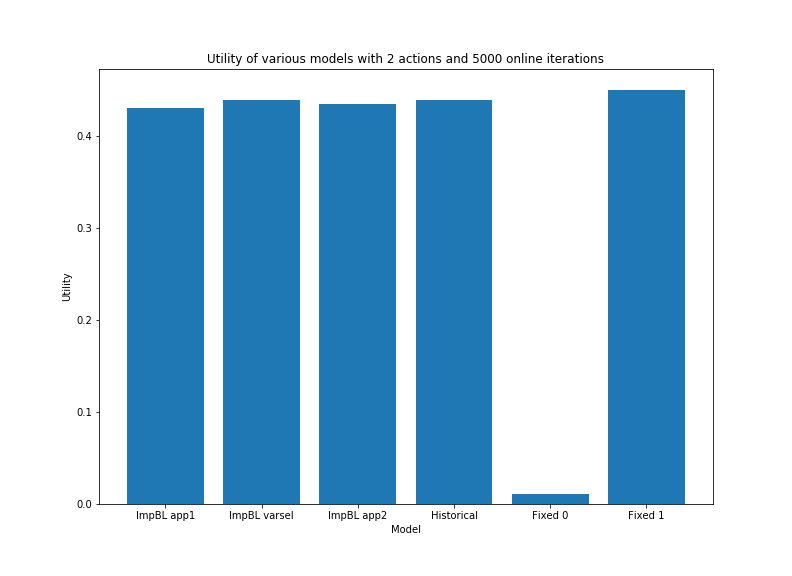 Utility of various models with 2 actions and 5000 online iterations
0.4
0.3
0.2
0.1
0.0
Utility
ImpBL app1 ImpBL varsel ImpBL app2 Historical Fixed 0 Fixed 1
Model